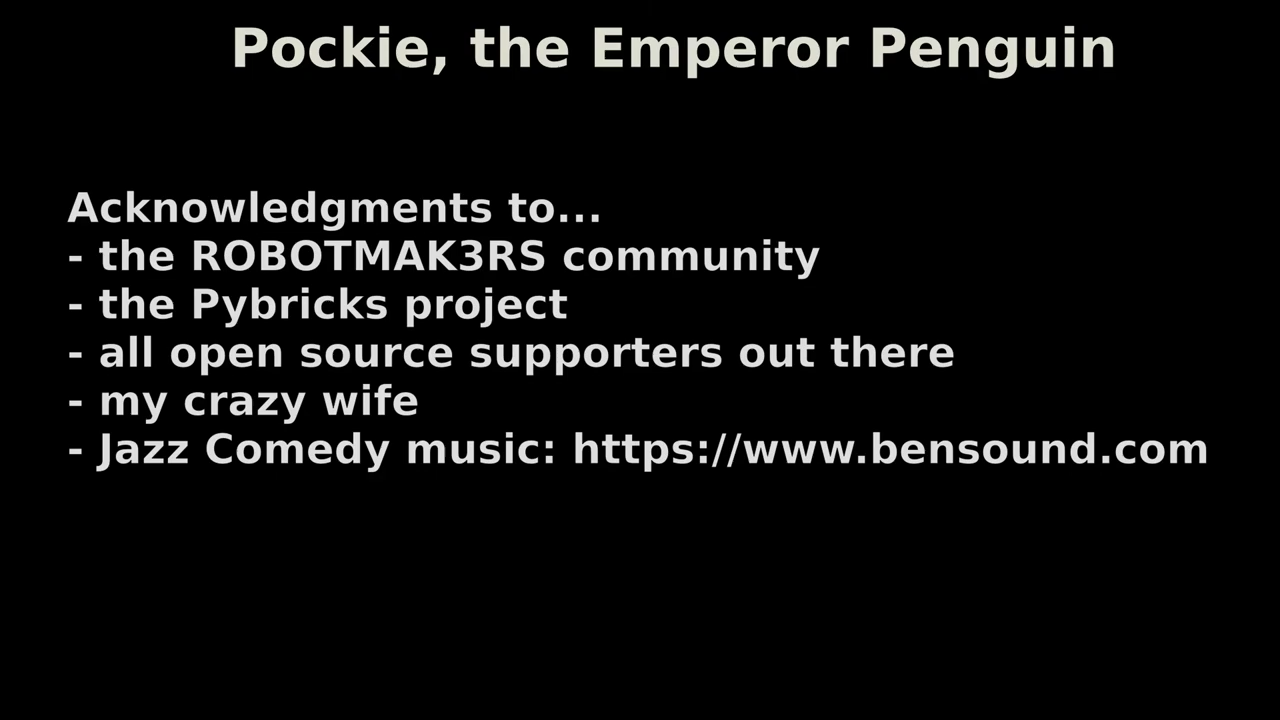 Pockie, the Emperor Penguin
Acknowledgments to...
- the ROBOTMAK3RS community
- the Pybricks project
- all open source supporters out there
- my crazy wife
- Jazz Comedy music: https://www.bensound.com